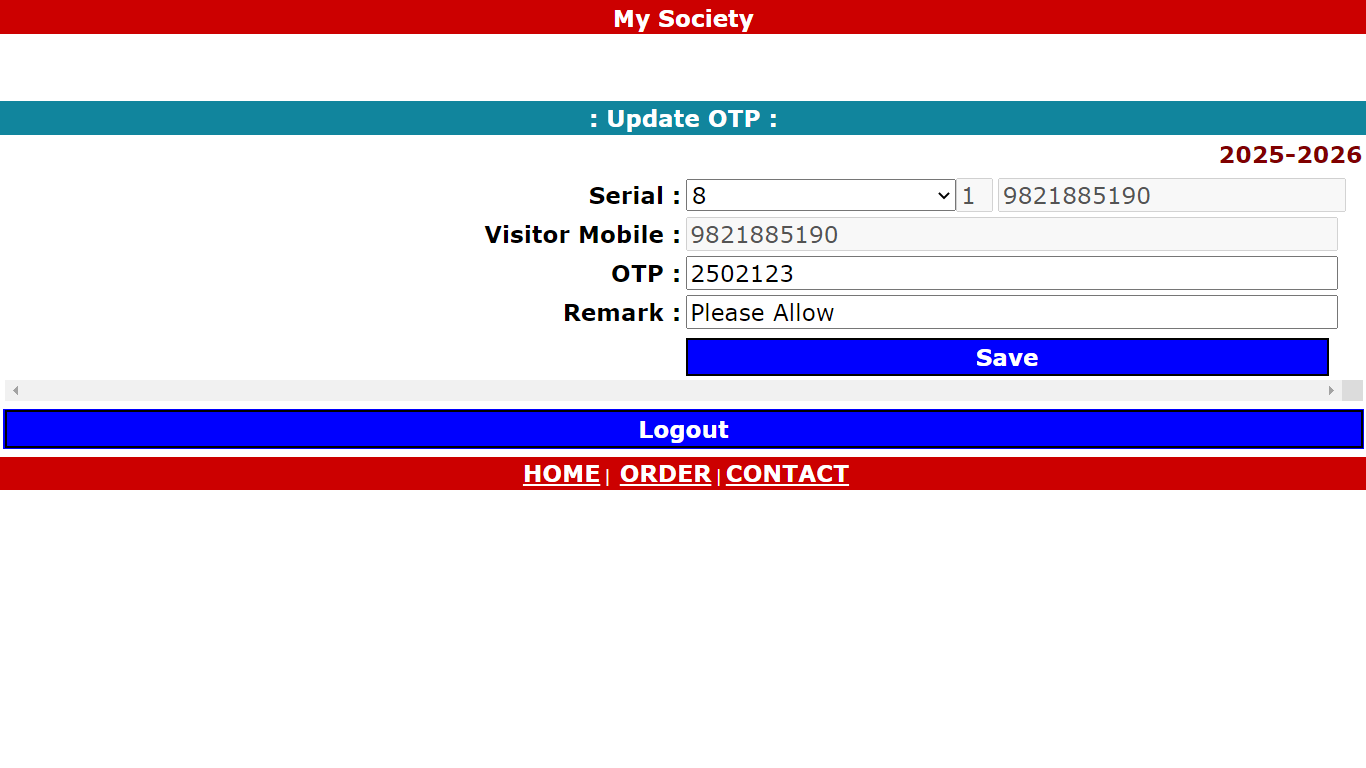 My Society
: Update OTP :
2025-2026
Serial : 8 1 9821885190
Visitor Mobile : 9821885190
OTP : 2502123
Remark : Please Allow
Save
Logout
HOME | ORDER | CONTACT